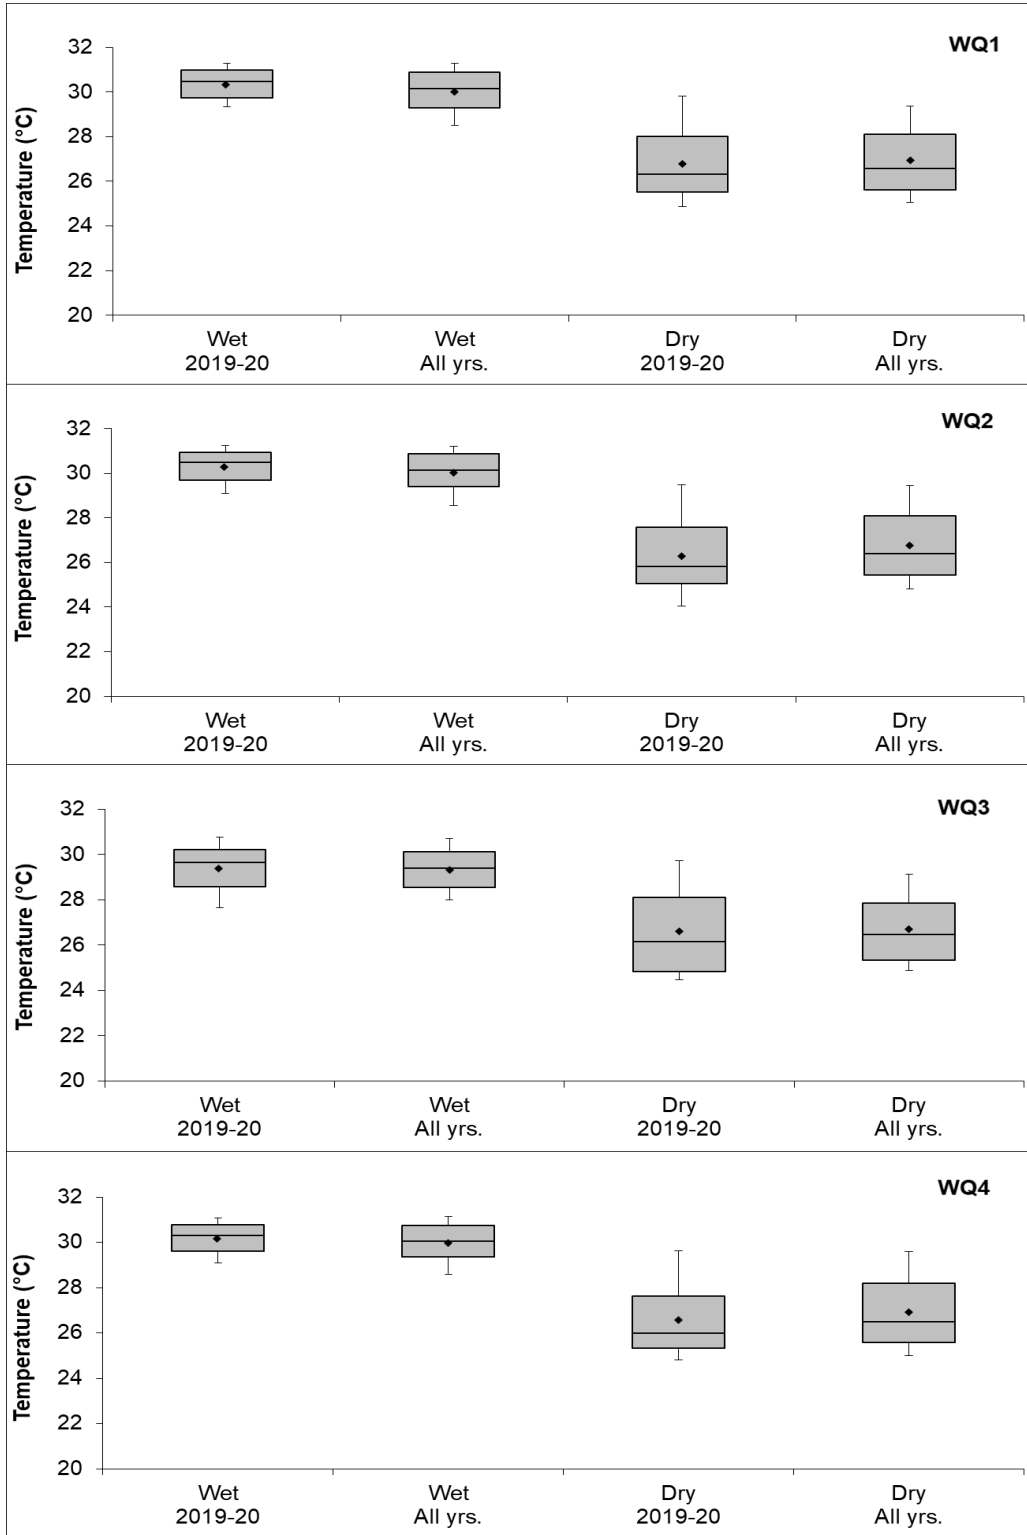 WQ1
Temperature (°C)
32
30
28
26
24
22
20
Wet
2019-20
Wet
All yrs.
Dry
2019-20
Dry
All yrs.
WQ2
Temperature (°C)
32
30
28
26
24
22
20
Wet
2019-20
Wet
All yrs.
Dry
2019-20
Dry
All yrs.
WQ3
Temperature (°C)
32
30
28
26
24
22
20
Wet
2019-20
Wet
All yrs.
Dry
2019-20
Dry
All yrs.
WQ4
Temperature (°C)
32
30
28
26
24
22
20
Wet
2019-20
Wet
All yrs.
Dry
2019-20
Dry
All yrs.